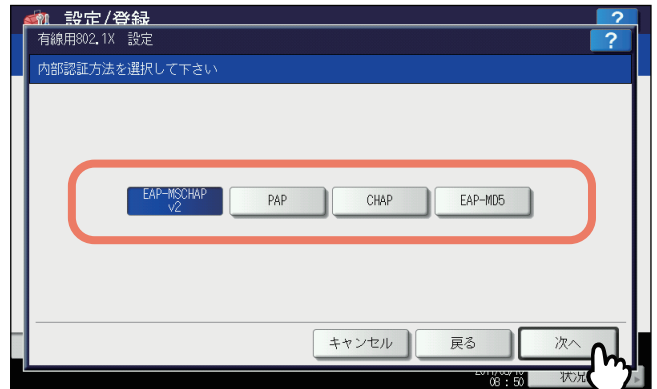 設定/登録
?
有線用802.1X 設定
?
内部認証方法を選択して下さい
EAP-MSCHAP
v2
PAP
CHAP
EAP-MD5
キャンセル
戻る
次へ
08:50
状況